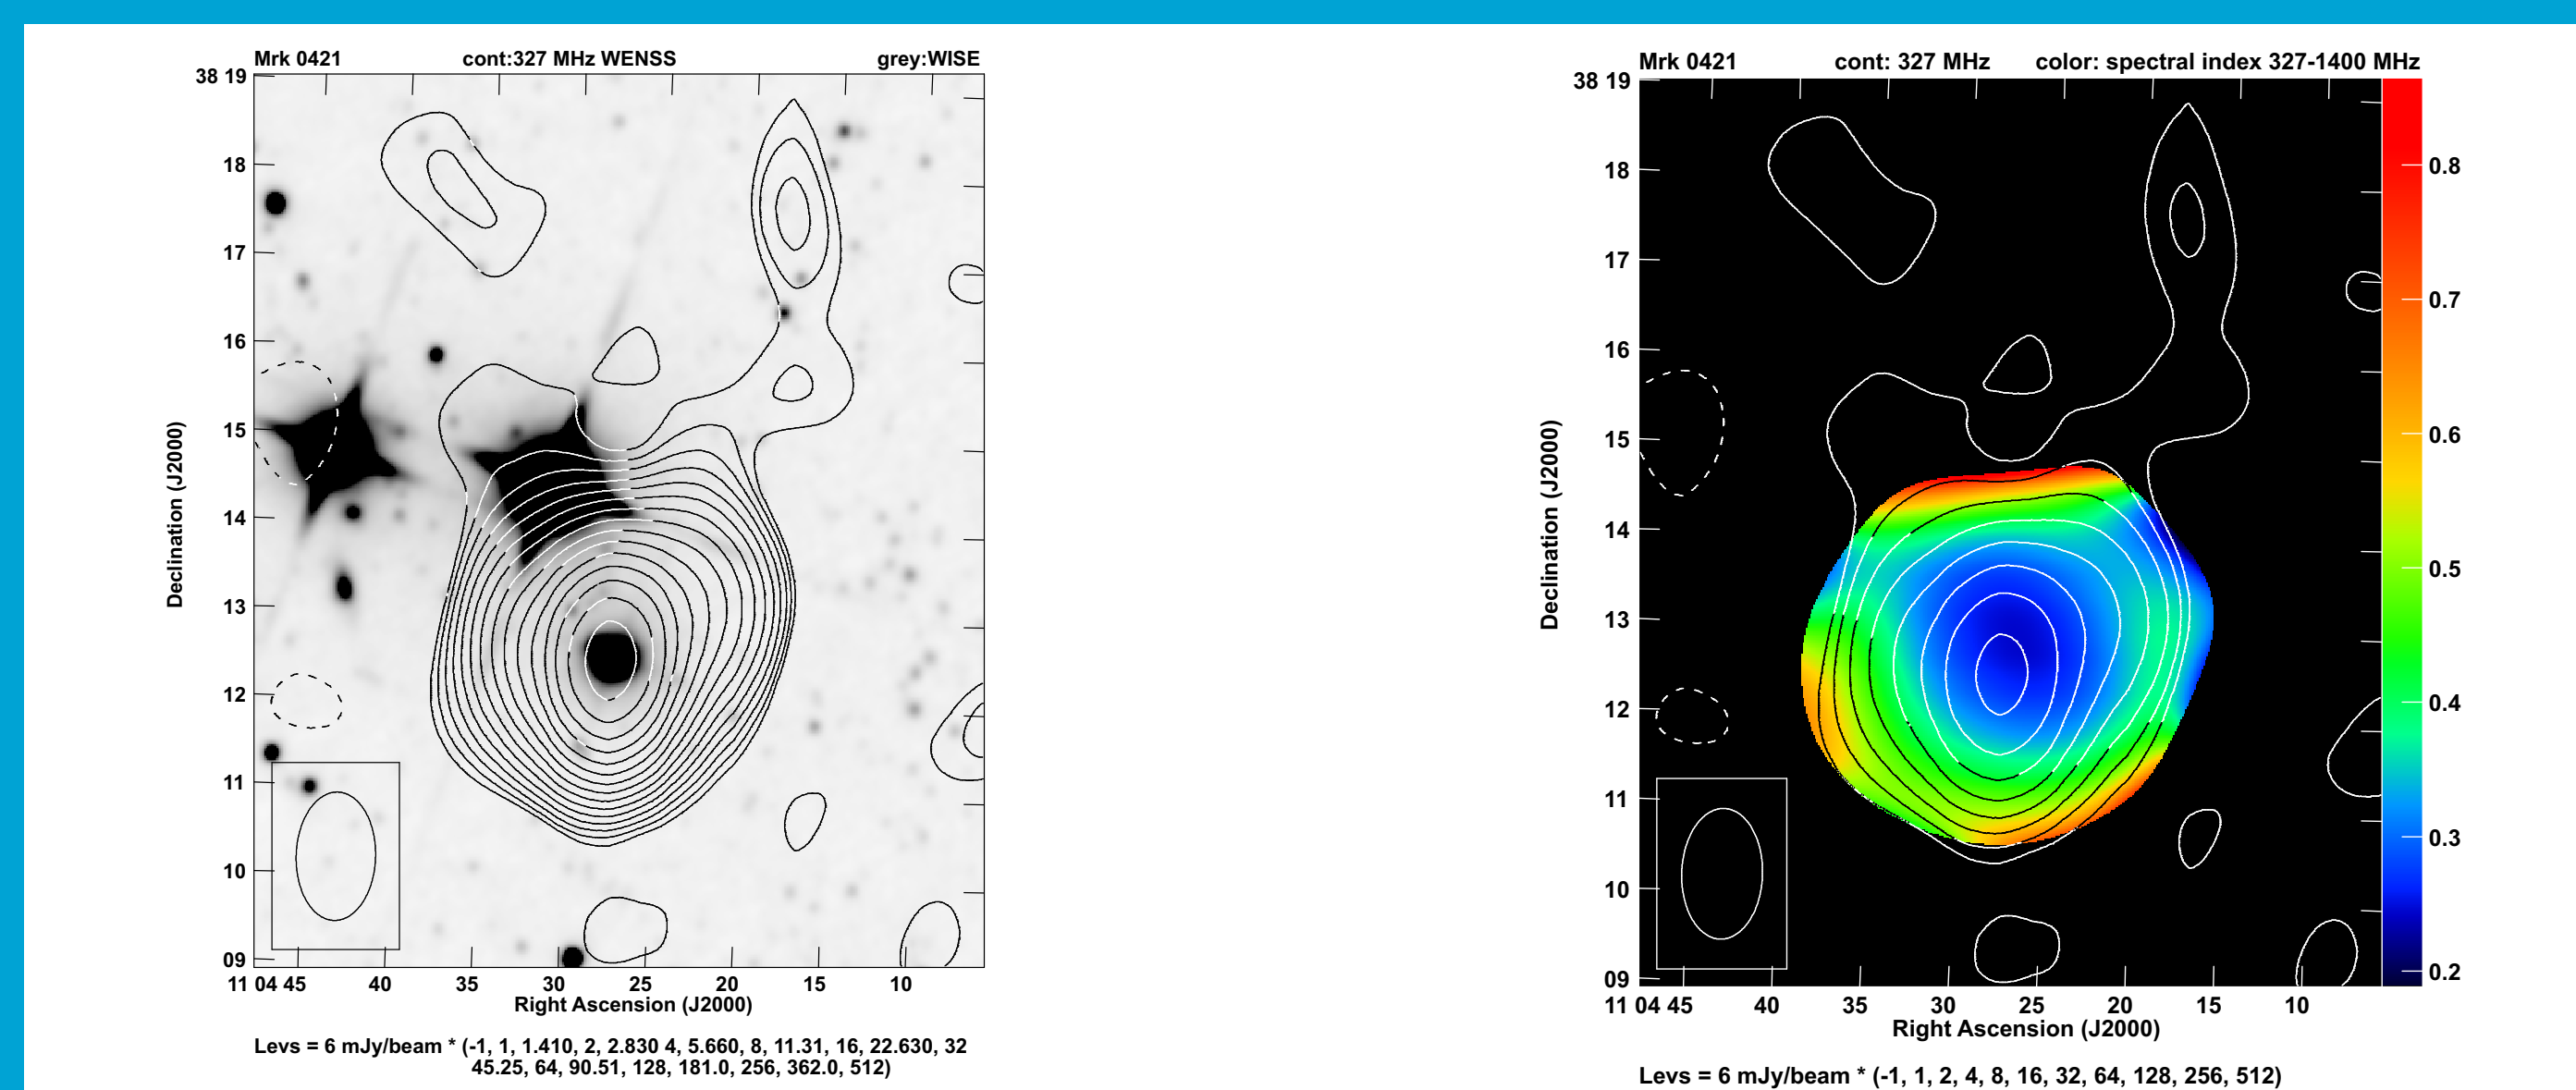 Mrk 0421 cont:327 MHz WENSS grey:WISE
38 19
18
17
16
15
14
13
12
11
10
09
Declination (J2000)
11 04 45 40 35 30 25 20 15 10
Right Ascension (J2000)
Levs = 6 mJy/beam * (-1, 1, 1.410, 2, 2.830 4, 5.660, 8, 11.31, 16, 22.630, 32
45.25, 64, 90.51, 128, 181.0, 256, 362.0, 512)
Mrk 0421 cont: 327 MHz color: spectral index 327-1400 MHz
38 19
18
17
16
15
14
13
12
11
10
09
Declination (J2000)
11 04 45 40 35 30 25 20 15 10
Right Ascension (J2000)
0.8
0.7
0.6
0.5
0.4
0.3
0.2
Levs = 6 mJy/beam * (-1, 1, 2, 4, 8, 16, 32, 64, 128, 256, 512)